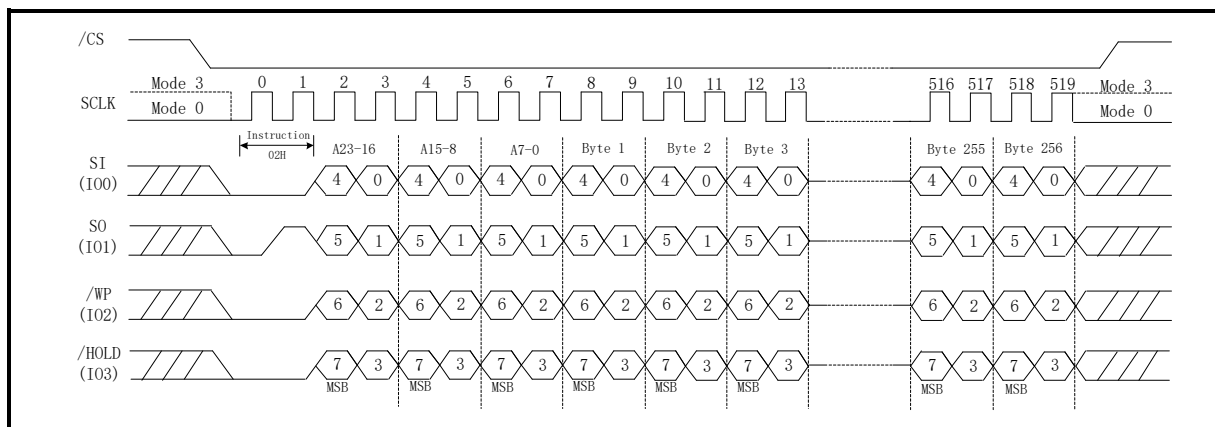 /CS
Mode 3 0 1 2 3 4 5 6 7 8 9 10 11 12 13 516 517 518 519 Mode 3
SCLK
Mode 0 Mode 0
Instruction
02H
A23-16 A15-8 A7-0 Byte 1 Byte 2 Byte 3 Byte 255 Byte 256
SI
(IO0)
4 0 4 0 4 0 4 0 4 0 4 0 4 0 4 0
SO
(IO1)
5 1 5 1 5 1 5 1 5 1 5 1 5 1 5 1
/WP
(IO2)
6 2 6 2 6 2 6 2 6 2 6 2 6 2 6 2
/HOLD
(IO3)
7 3 7 3 7 3 7 3 7 3 7 3 7 3 7 3
MSB MSB MSB MSB MSB MSB MSB MSB